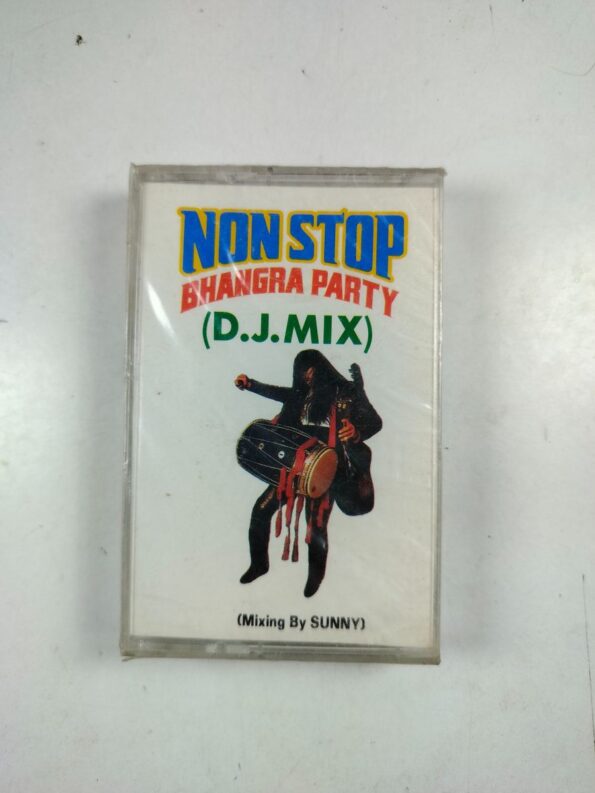 NON STOP
BHANGRA PARTY
(D.J.MIX)
(Mixing By SUNNY)